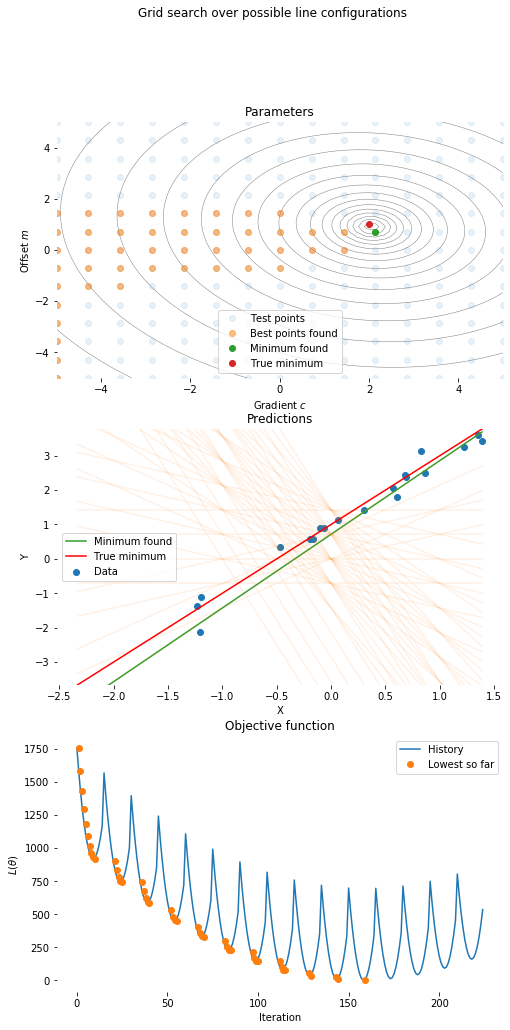 Grid search over possible line configurations
Parameters
4
2
0
−2
−4
Offset m
Test points
Best points found
Minimum found
True minimum
−4 −2 0 2 4
Gradient c
Predictions
3
2
1
0
−1
−2
−3
Y
Minimum found
True minimum
Data
−2.5 −2.0 −1.5 −1.0 −0.5 0.0 0.5 1.0 1.5
X
Objective function
1750
1500
1250
1000
750
500
250
0
L(θ)
History
Lowest so far
0 50 100 150 200
Iteration